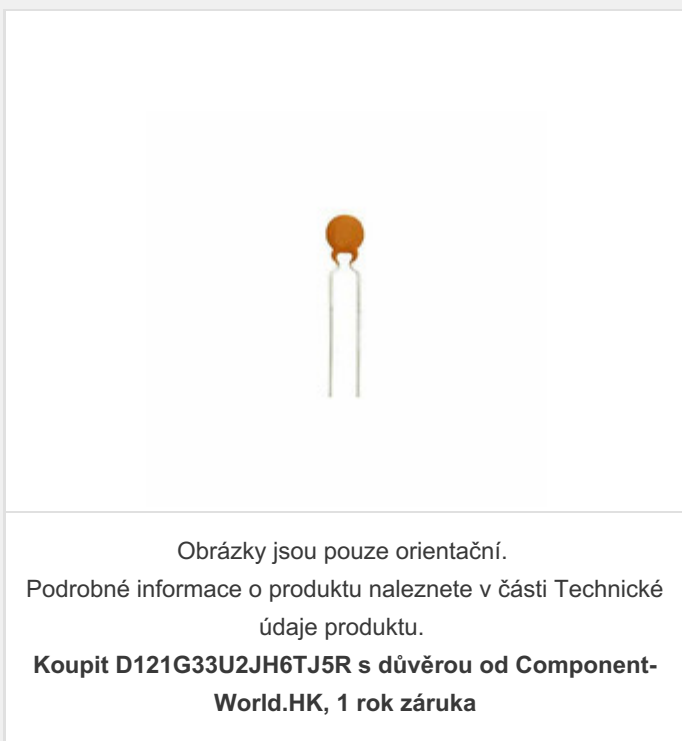 Obrázky jsou pouze orientační.
Podrobné informace o produktu naleznete v části Technické
údaje produktu.
Koupit D121G33U2JH6TJ5R s důvěrou od Component-
World.HK, 1 rok záruka